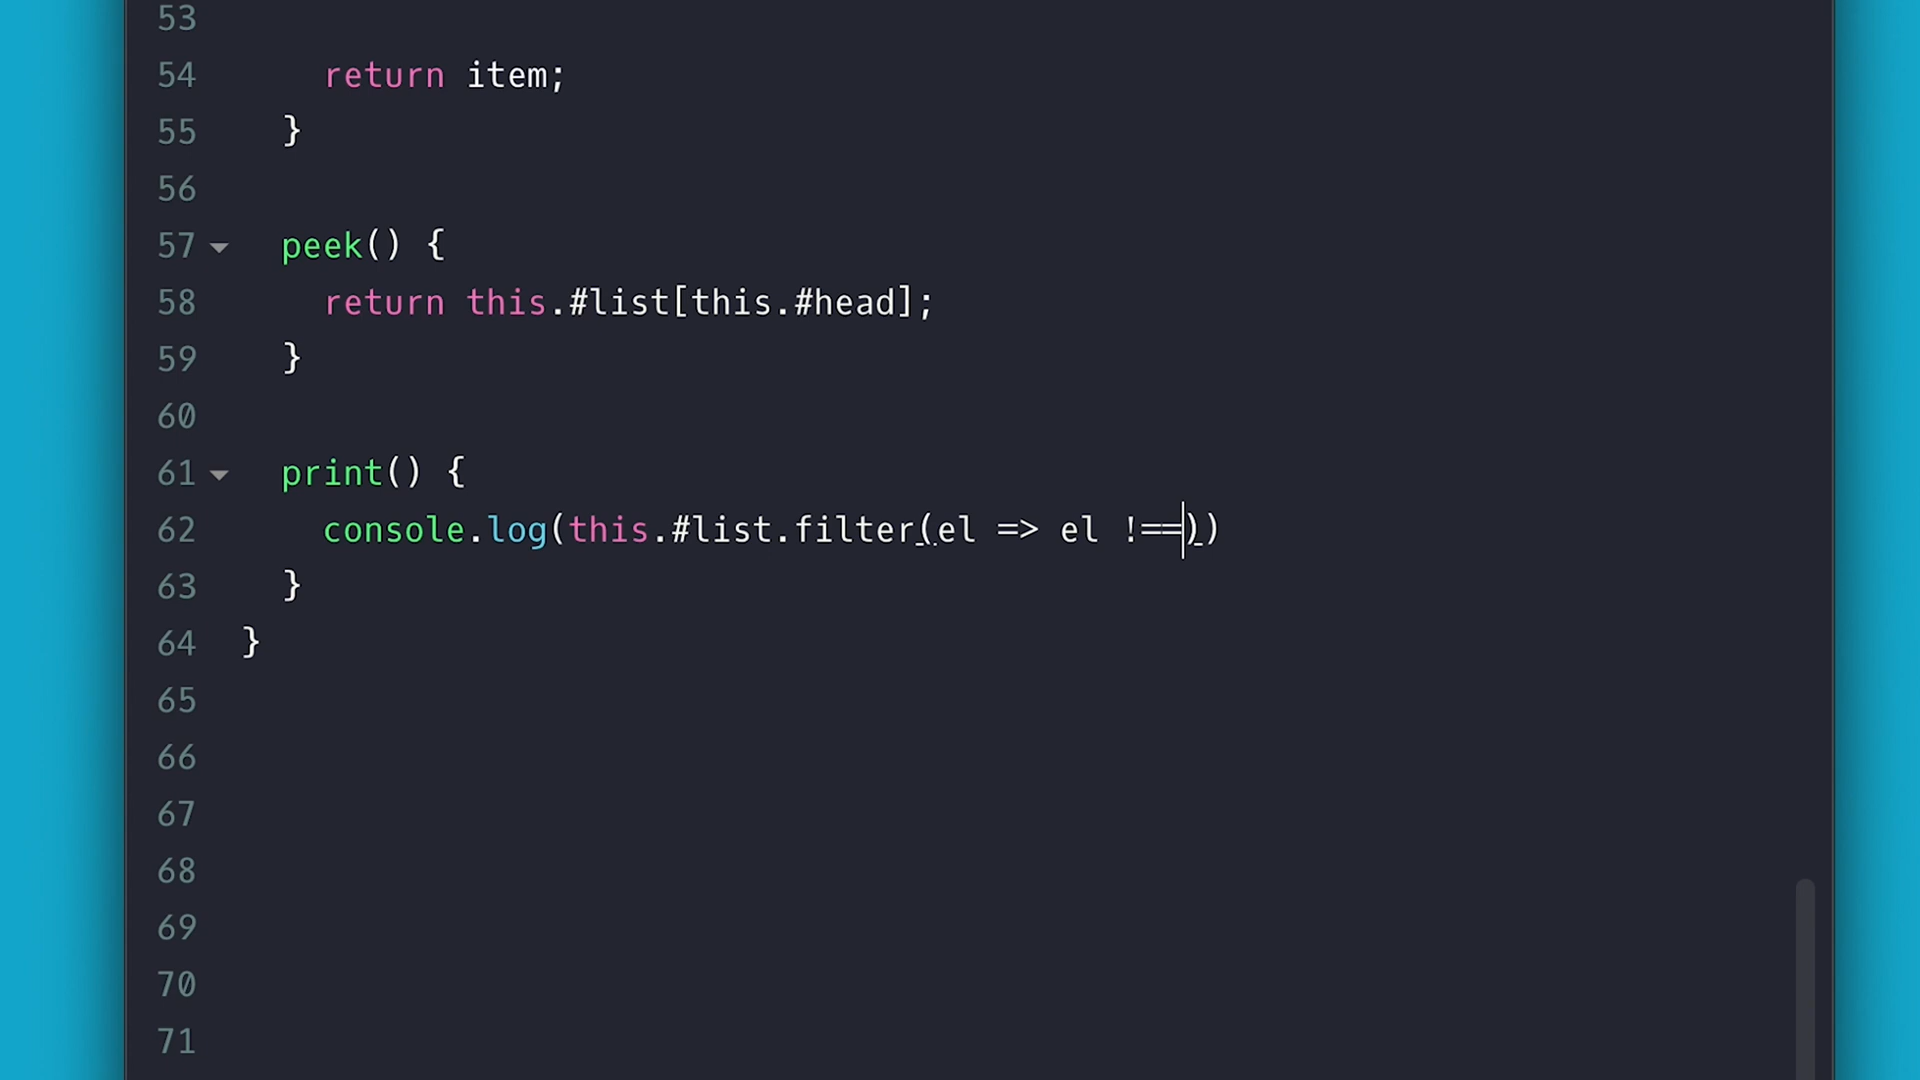 53
54 return item;
55 }
56
57 peek() {
58 return this.#list[this.#head];
59 }
60
61 print() {
62 console.log(this.#list.filter(el => el !==))
63 }
64 }
65
66
67
68
69
70
71